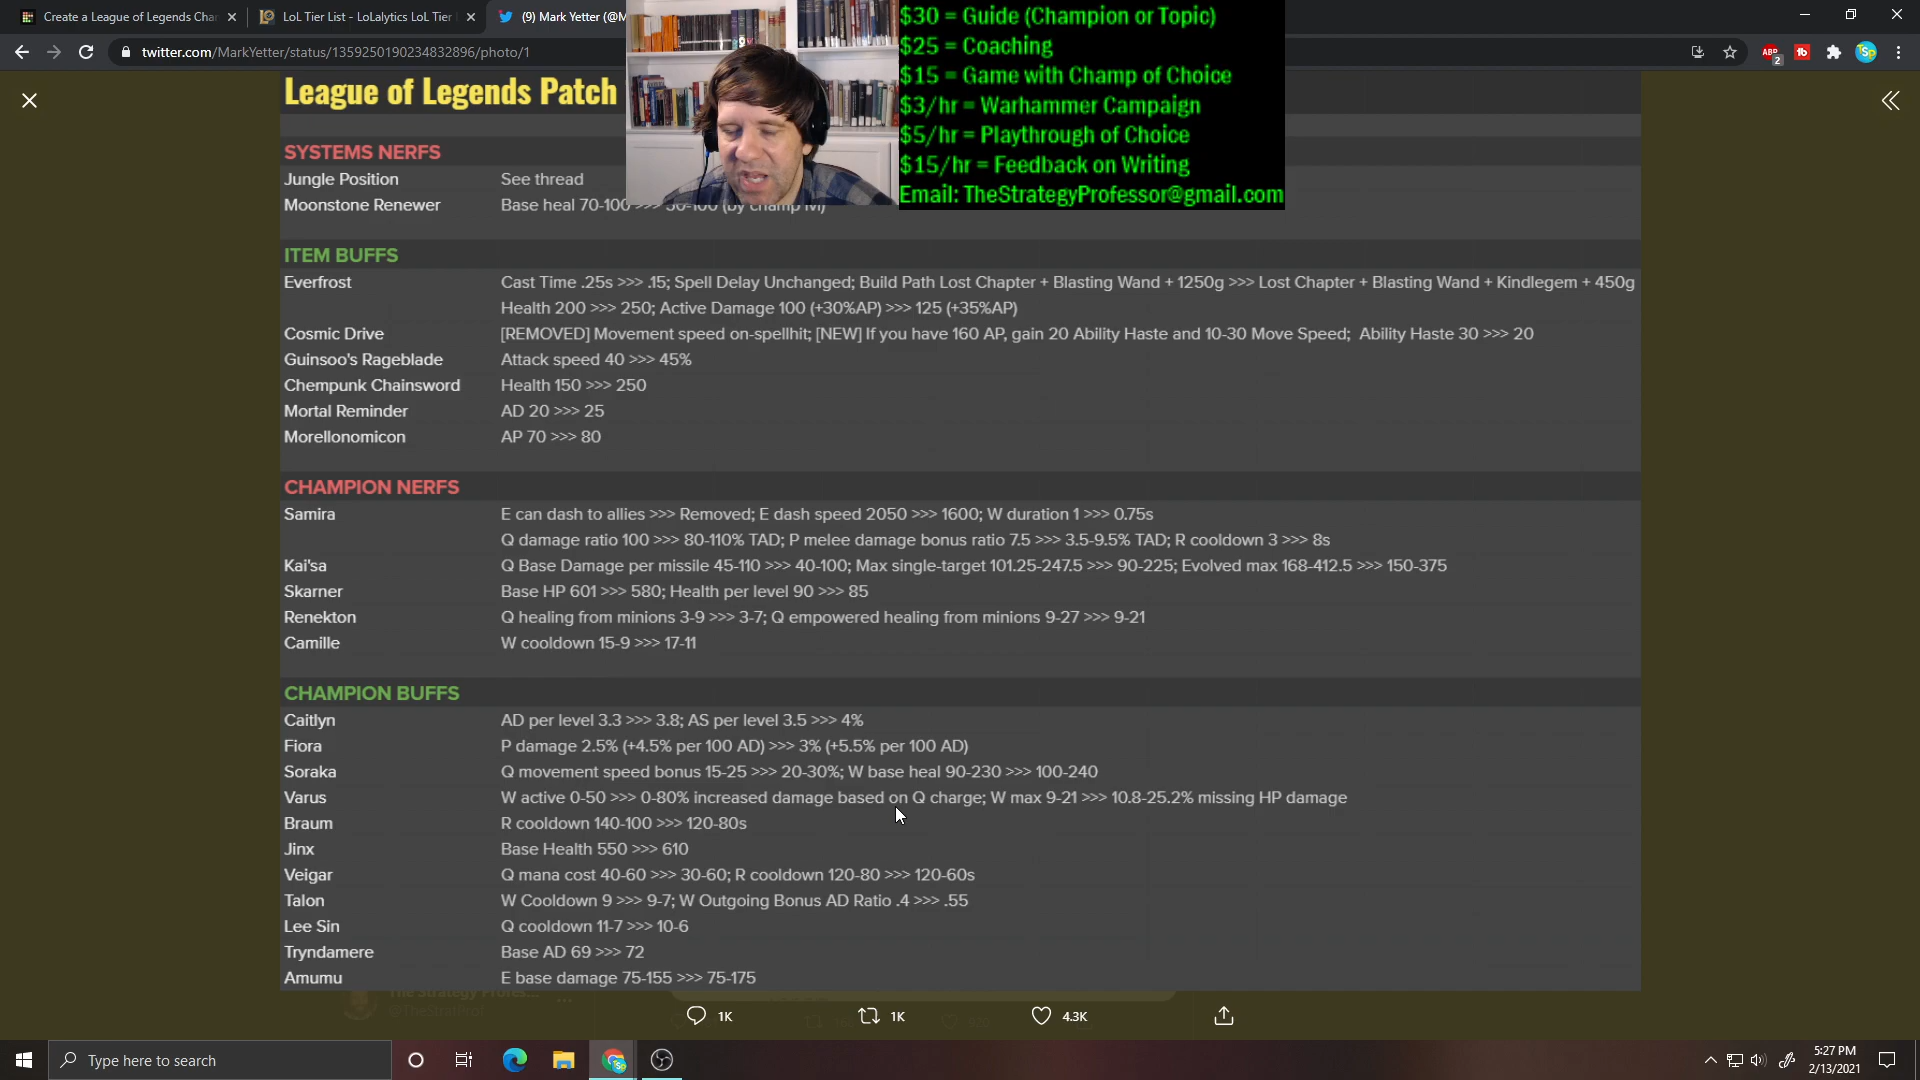 Create a League of Legends Cha
LoL Tier List - LoLalytics LoL Tier
(9) Mark Yetter (@M
twitter.com/MarkYetter/status/1359250190234832896/photo/1
$30 = Guide (Champion or Topic)
$25 = Coaching
$15 = Game with Champ of Choice
$3/hr = Warhammer Campaign
$5/hr = Playthrough of Choice
$15/hr = Feedback on Writing
Email: TheStrategyProfessor@gmail.com
ABP
2
tb
TSp
League of Legends Patch
SYSTEMS NERFS
Jungle Position See thread
Moonstone Renewer Base heal 70-100 >>> 50-100 (by champ lvl)
ITEM BUFFS
Everfrost Cast Time .25s >>> .15; Spell Delay Unchanged; Build Path Lost Chapter + Blasting Wand + 1250g >>> Lost Chapter + Blasting Wand + Kindlegem + 450g
Health 200 >>> 250; Active Damage 100 (+30%AP) >>> 125 (+35%AP)
Cosmic Drive [REMOVED] Movement speed on-spellhit; [NEW] If you have 160 AP, gain 20 Ability Haste and 10-30 Move Speed; Ability Haste 30 >>> 20
Guinsoo's Rageblade Attack speed 40 >>> 45%
Chempunk Chainsword Health 150 >>> 250
Mortal Reminder AD 20 >>> 25
Morellonomicon AP 70 >>> 80
CHAMPION NERFS
Samira E can dash to allies >>> Removed; E dash speed 2050 >>> 1600; W duration 1 >>> 0.75s
Q damage ratio 100 >>> 80-110% TAD; P melee damage bonus ratio 7.5 >>> 3.5-9.5% TAD; R cooldown 3 >>> 8s
Kai'sa Q Base Damage per missile 45-110 >>> 40-100; Max single-target 101.25-247.5 >>> 90-225; Evolved max 168-412.5 >>> 150-375
Skarner Base HP 601 >>> 580; Health per level 90 >>> 85
Renekton Q healing from minions 3-9 >>> 3-7; Q empowered healing from minions 9-27 >>> 9-21
Camille W cooldown 15-9 >>> 17-11
CHAMPION BUFFS
Caitlyn AD per level 3.3 >>> 3.8; AS per level 3.5 >>> 4%
Fiora P damage 2.5% (+4.5% per 100 AD) >>> 3% (+5.5% per 100 AD)
Soraka Q movement speed bonus 15-25 >>> 20-30%; W base heal 90-230 >>> 100-240
Varus W active 0-50 >>> 0-80% increased damage based on Q charge; W max 9-21 >>> 10.8-25.2% missing HP damage
Braum R cooldown 140-100 >>> 120-80s
Jinx Base Health 550 >>> 610
Veigar Q mana cost 40-60 >>> 30-60; R cooldown 120-80 >>> 120-60s
Talon W Cooldown 9 >>> 9-7; W Outgoing Bonus AD Ratio .4 >>> .55
Lee Sin Q cooldown 11-7 >>> 10-6
Tryndamere Base AD 69 >>> 72
Amumu E base damage 75-155 >>> 75-175
The Strategy Profes...
@TheStratProf
1K
1K
4.3K
Type here to search
5:27 PM
2/13/2021